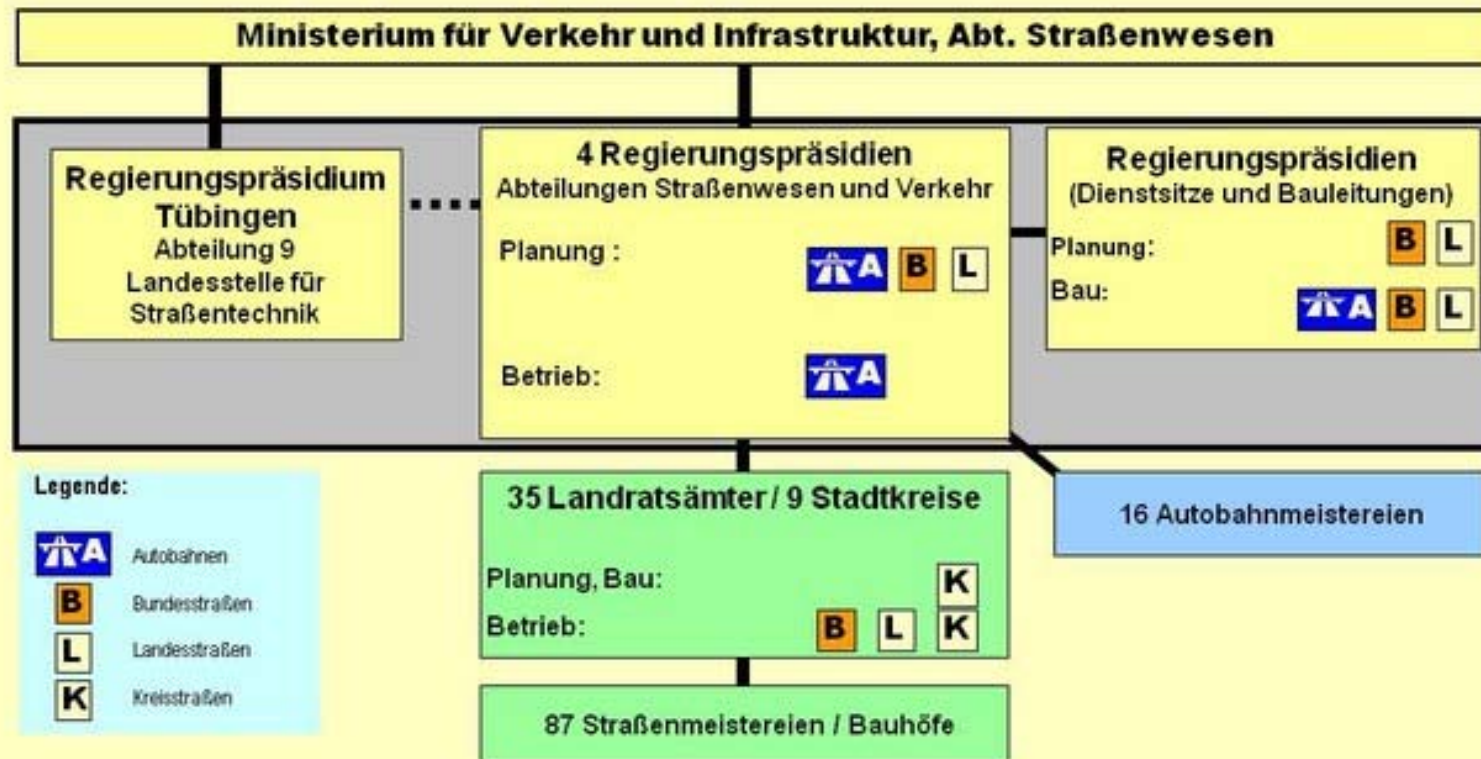 Ministerium für Verkehr und Infrastruktur, Abt. Straßenwesen
Regierungspräsidium
Tübingen
Abteilung 9
Landesstelle für
Straßentechnik
4 Regierungspräsidien
Abteilungen Straßenwesen und Verkehr
Planung : A B L
Betrieb: A
Regierungspräsidien
(Dienstsitze und Bauleitungen)
Planung: B L
Bau: A B L
Legende:
A Autobahnen
B Bundesstraßen
L Landesstraßen
K Kreisstraßen
35 Landratsämter / 9 Stadtkreise
Planung, Bau: K
Betrieb: B L K
16 Autobahnmeistereien
87 Straßenmeistereien / Bauhöfe